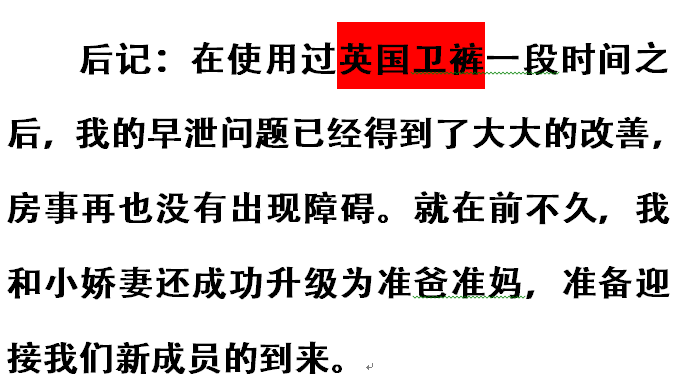 后记：在使用过英国卫裤一段时间之
后，我的早泄问题已经得到了大大的改善，
房事再也没有出现障碍。就在前不久，我
和小娇妻还成功升级为准爸准妈，准备迎
接我们新成员的到来。